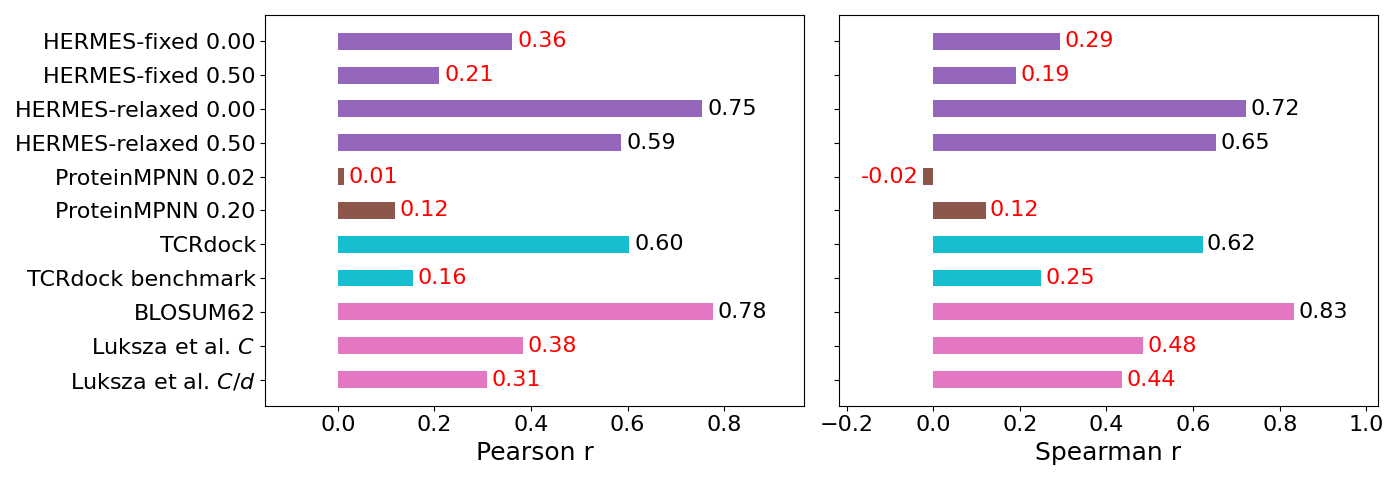 HERMES-fixed 0.00 0.36 0.29
HERMES-fixed 0.50 0.21 0.19
HERMES-relaxed 0.00 0.75 0.72
HERMES-relaxed 0.50 0.59 0.65
ProteinMPNN 0.02 0.01 -0.02
ProteinMPNN 0.20 0.12 0.12
TCRdock 0.60 0.62
TCRdock benchmark 0.16 0.25
BLOSUM62 0.78 0.83
Luksza et al. C 0.38 0.48
Luksza et al. C/d 0.31 0.44
0.0 0.2 0.4 0.6 0.8 −0.2 0.0 0.2 0.4 0.6 0.8 1.0
Pearson r Spearman r